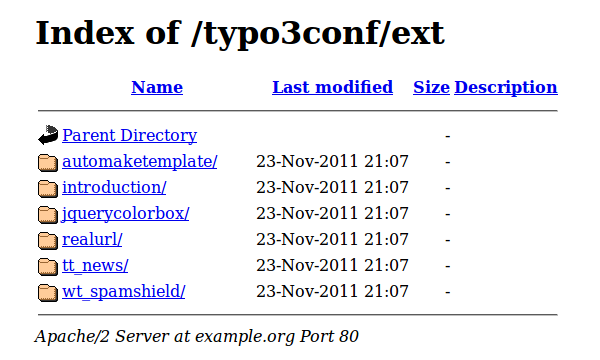 Index of /typo3conf/ext
Name Last modified Size Description
Parent Directory -
automaketemplate/ 23-Nov-2011 21:07 -
introduction/ 23-Nov-2011 21:07 -
jquerycolorbox/ 23-Nov-2011 21:07 -
realurl/ 23-Nov-2011 21:07 -
tt_news/ 23-Nov-2011 21:07 -
wt_spamshield/ 23-Nov-2011 21:07 -
Apache/2 Server at example.org Port 80